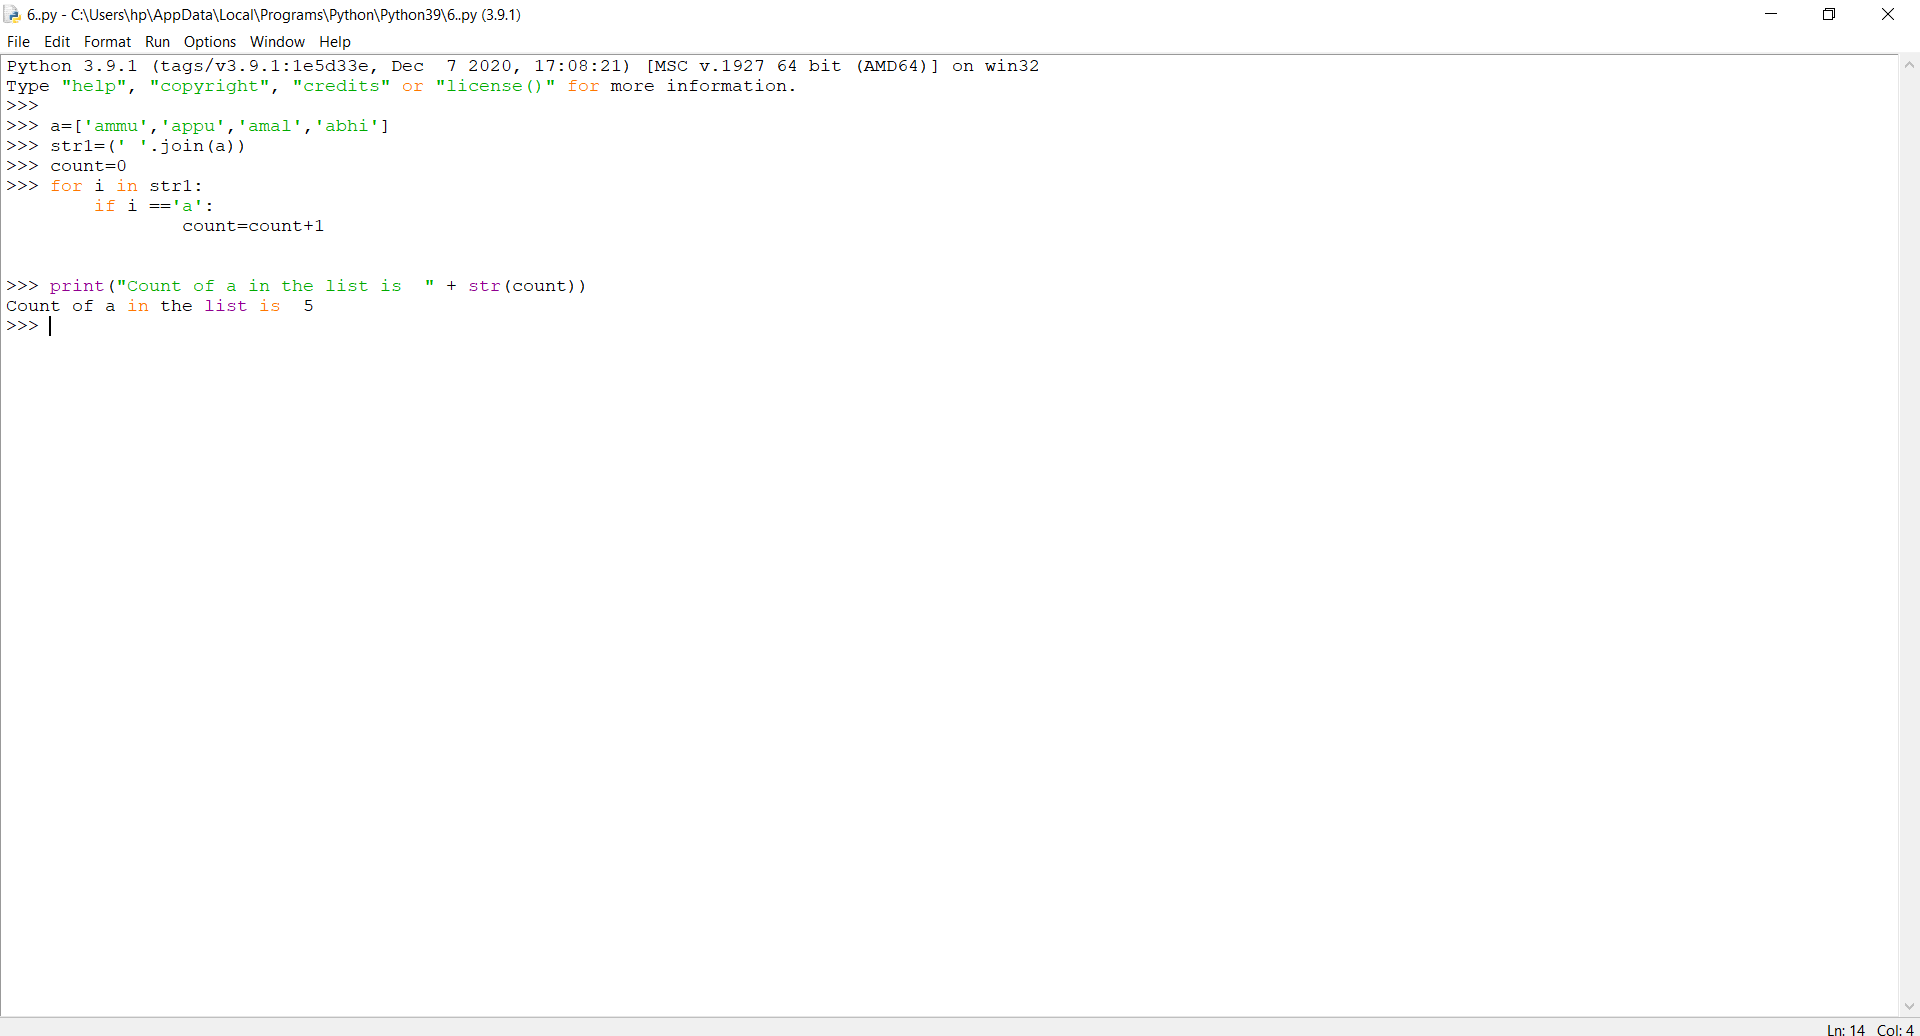 6..py - C:\Users\hp\AppData\Local\Programs\Python\Python39\6..py (3.9.1)
File Edit Format Run Options Window Help
Python 3.9.1 (tags/v3.9.1:1e5d33e, Dec  7 2020, 17:08:21) [MSC v.1927 64 bit (AMD64)] on win32
Type "help", "copyright", "credits" or "license()" for more information.
>>>
>>> a=['ammu','appu','amal','abhi']
>>> str1=(' '.join(a))
>>> count=0
>>> for i in str1:
        if i =='a':
                count=count+1
>>> print("Count of a in the list is  " + str(count))
Count of a in the list is  5
>>>
Ln: 14 Col: 4